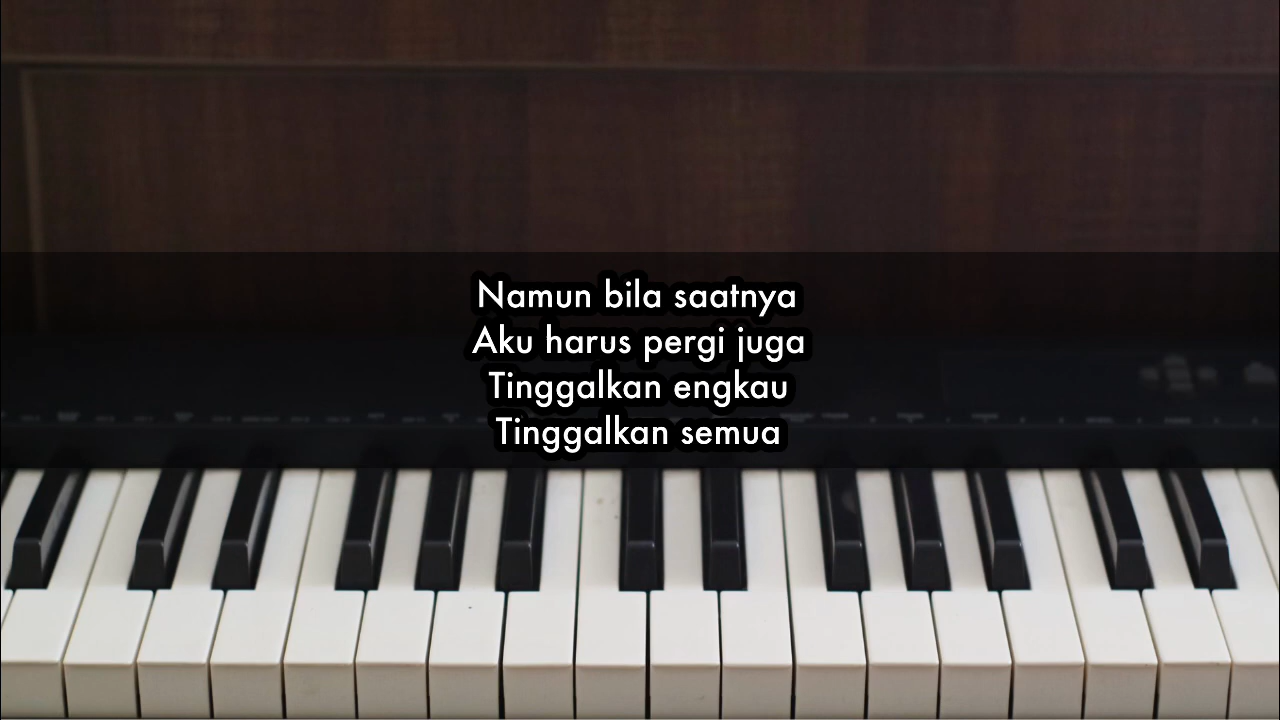 Namun bila saatnya
Aku harus pergi juga
Tinggalkan engkau
Tinggalkan semua